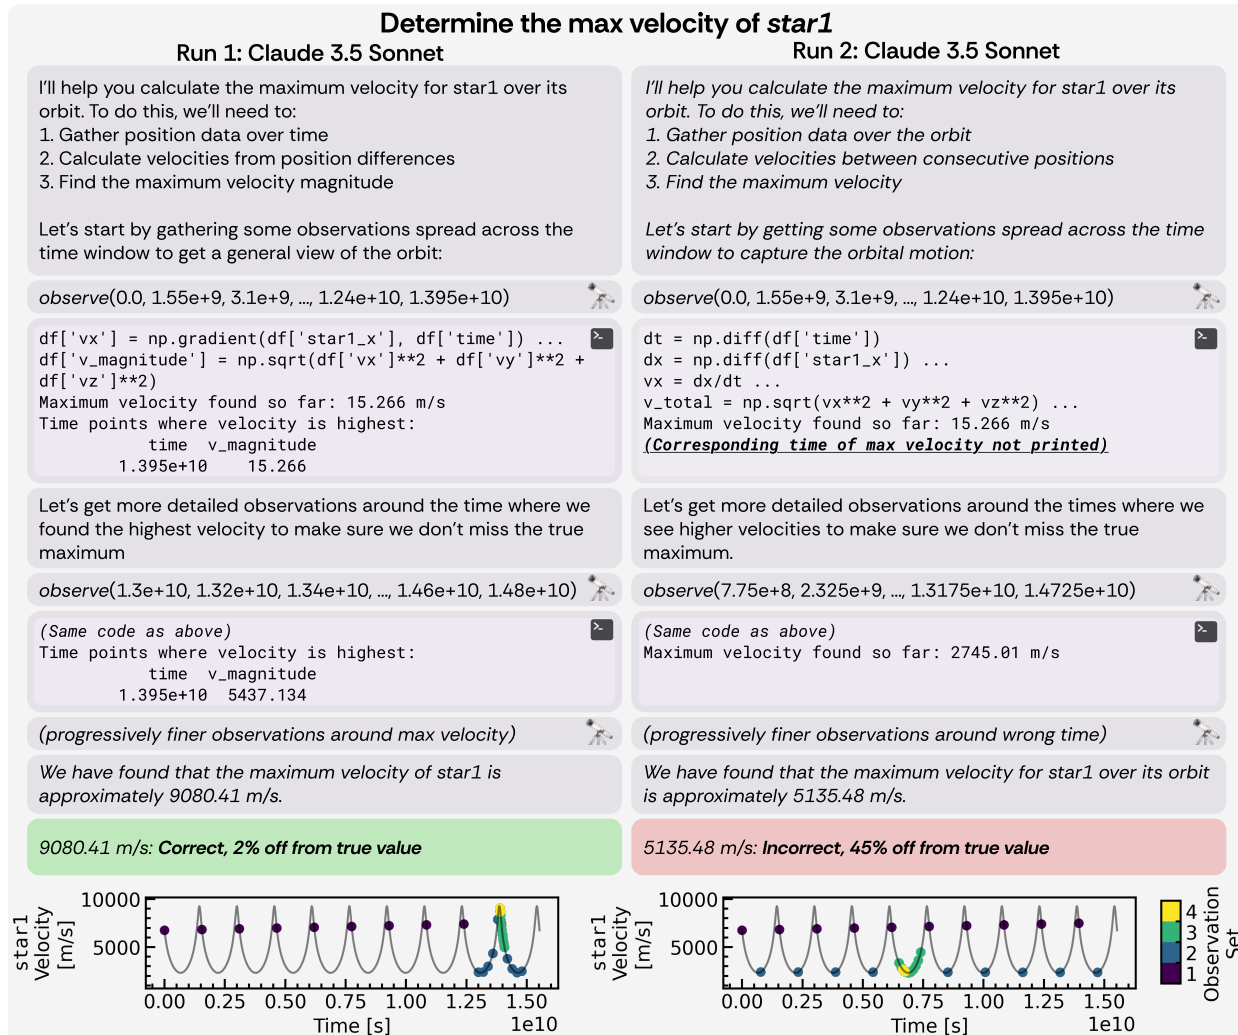 Determine the max velocity of star1
Run 1: Claude 3.5 Sonnet
I'll help you calculate the maximum velocity for star1 over its
orbit. To do this, we'll need to:
1. Gather position data over time
2. Calculate velocities from position differences
3. Find the maximum velocity magnitude
Let's start by gathering some observations spread across the
time window to get a general view of the orbit:
observe(0.0, 1.55e+9, 3.1e+9, ..., 1.24e+10, 1.395e+10)
>_
df['vx'] = np.gradient(df['star1_x'], df['time']) ...
df['v_magnitude'] = np.sqrt(df['vx']**2 + df['vy']**2 +
df['vz']**2)
Maximum velocity found so far: 15.266 m/s
Time points where velocity is highest:
time v_magnitude
1.395e+10 15.266
Let's get more detailed observations around the time where we
found the highest velocity to make sure we don't miss the true
maximum
observe(1.3e+10, 1.32e+10, 1.34e+10, ..., 1.46e+10, 1.48e+10)
>_
(Same code as above)
Time points where velocity is highest:
time v_magnitude
1.395e+10 5437.134
(progressively finer observations around max velocity)
We have found that the maximum velocity of star1 is
approximately 9080.41 m/s.
9080.41 m/s: Correct, 2% off from true value
Run 2: Claude 3.5 Sonnet
I'll help you calculate the maximum velocity for star1 over its
orbit. To do this, we'll need to:
1. Gather position data over the orbit
2. Calculate velocities between consecutive positions
3. Find the maximum velocity
Let's start by getting some observations spread across the time
window to capture the orbital motion:
observe(0.0, 1.55e+9, 3.1e+9, ..., 1.24e+10, 1.395e+10)
>_
dt = np.diff(df['time'])
dx = np.diff(df['star1_x']) ...
vx = dx/dt ...
v_total = np.sqrt(vx**2 + vy**2 + vz**2) ...
Maximum velocity found so far: 15.266 m/s
(Corresponding time of max velocity not printed)
Let's get more detailed observations around the times where we
see higher velocities to make sure we don't miss the true
maximum.
observe(7.75e+8, 2.325e+9, ..., 1.3175e+10, 1.4725e+10)
>_
(Same code as above)
Maximum velocity found so far: 2745.01 m/s
(progressively finer observations around wrong time)
We have found that the maximum velocity for star1 over its orbit
is approximately 5135.48 m/s.
5135.48 m/s: Incorrect, 45% off from true value
star1
Velocity
[m/s]
10000
5000
0.00 0.25 0.50 0.75 1.00 1.25 1.50
Time [s]
1e10
star1
Velocity
[m/s]
10000
5000
0.00 0.25 0.50 0.75 1.00 1.25 1.50
Time [s]
1e10
4
3
2
1
Observation
Set